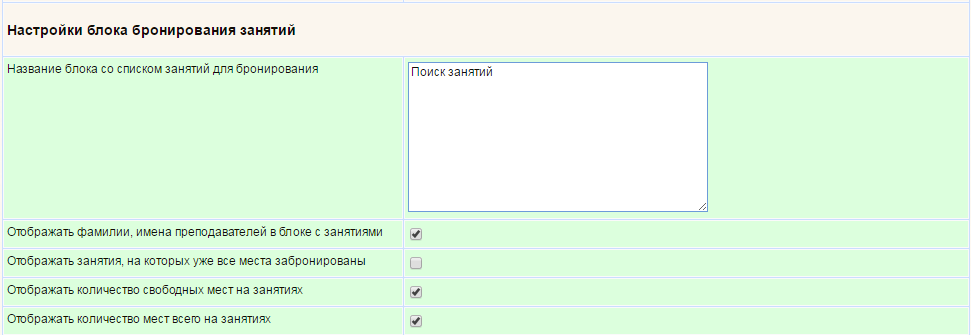 Настройки блока бронирования занятий
Название блока со списком занятий для бронирования
Поиск занятий
Отображать фамилии, имена преподавателей в блоке с занятиями
Отображать занятия, на которых уже все места забронированы
Отображать количество свободных мест на занятиях
Отображать количество мест всего на занятиях